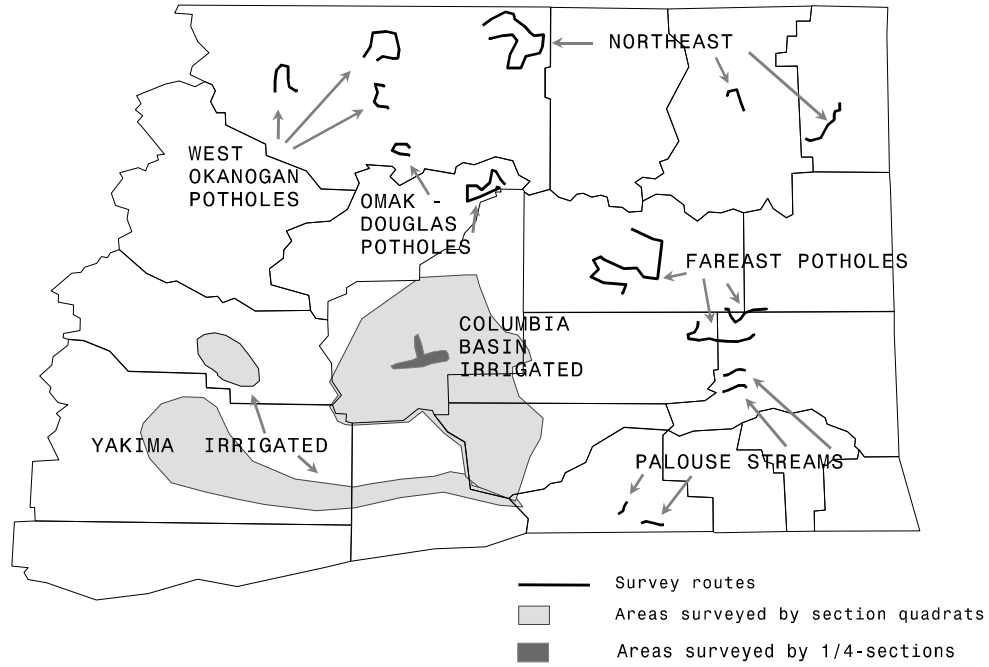 NORTHEAST
WEST
OKANOGAN
POTHOLES
OMAK -
DOUGLAS
POTHOLES
FAREAST POTHOLES
COLUMBIA
BASIN
IRRIGATED
YAKIMA IRRIGATED
PALOUSE STREAMS
Survey routes
Areas surveyed by section quadrats
Areas surveyed by 1/4-sections